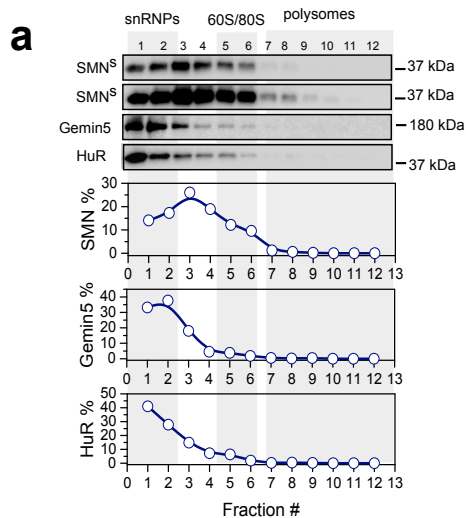 a
snRNPs 60S/80S polysomes
1 2 3 4 5 6 7 8 9 10 11 12
SMNˢ 37 kDa
SMNˢ 37 kDa
Gemin5 180 kDa
HuR 37 kDa
SMN %
30
20
10
0
0 1 2 3 4 5 6 7 8 9 10 11 12 13
Gemin5 %
40
30
20
10
0
0 1 2 3 4 5 6 7 8 9 10 11 12 13
HuR %
50
40
30
20
10
0
0 1 2 3 4 5 6 7 8 9 10 11 12 13
Fraction #